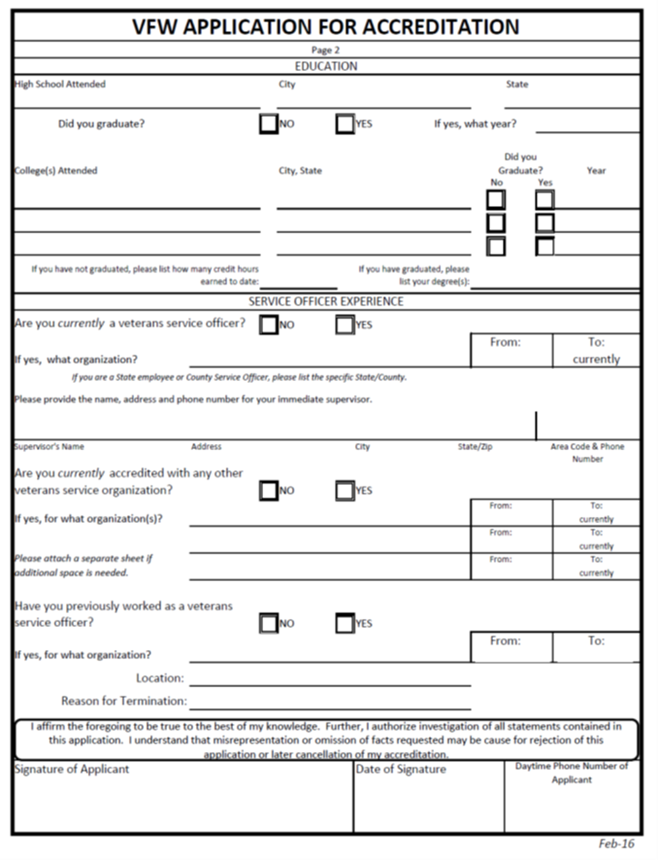 VFW APPLICATION FOR ACCREDITATION
Page 2
EDUCATION
High School Attended City State
Did you graduate? NO YES If yes, what year?
College(s) Attended City, State Did you Graduate? Year
No Yes
If you have not graduated, please list how many credit hours earned to date: If you have graduated, please list your degree(s):
SERVICE OFFICER EXPERIENCE
Are you currently a veterans service officer? NO YES
If yes, what organization? From: To: currently
If you are a State employee or County Service Officer, please list the specific State/County.
Please provide the name, address and phone number for your immediate supervisor.
Supervisor's Name Address City State/Zip Area Code & Phone Number
Are you currently accredited with any other
veterans service organization? NO YES
If yes, for what organization(s)? From: To: currently
From: To: currently
Please attach a separate sheet if
additional space is needed. From: To: currently
Have you previously worked as a veterans
service officer? NO YES
If yes, for what organization? From: To:
Location:
Reason for Termination:
I affirm the foregoing to be true to the best of my knowledge. Further, I authorize investigation of all statements contained in
this application. I understand that misrepresentation or omission of facts requested may be cause for rejection of this
application or later cancellation of my accreditation.
Signature of Applicant Date of Signature Daytime Phone Number of Applicant
Feb-16